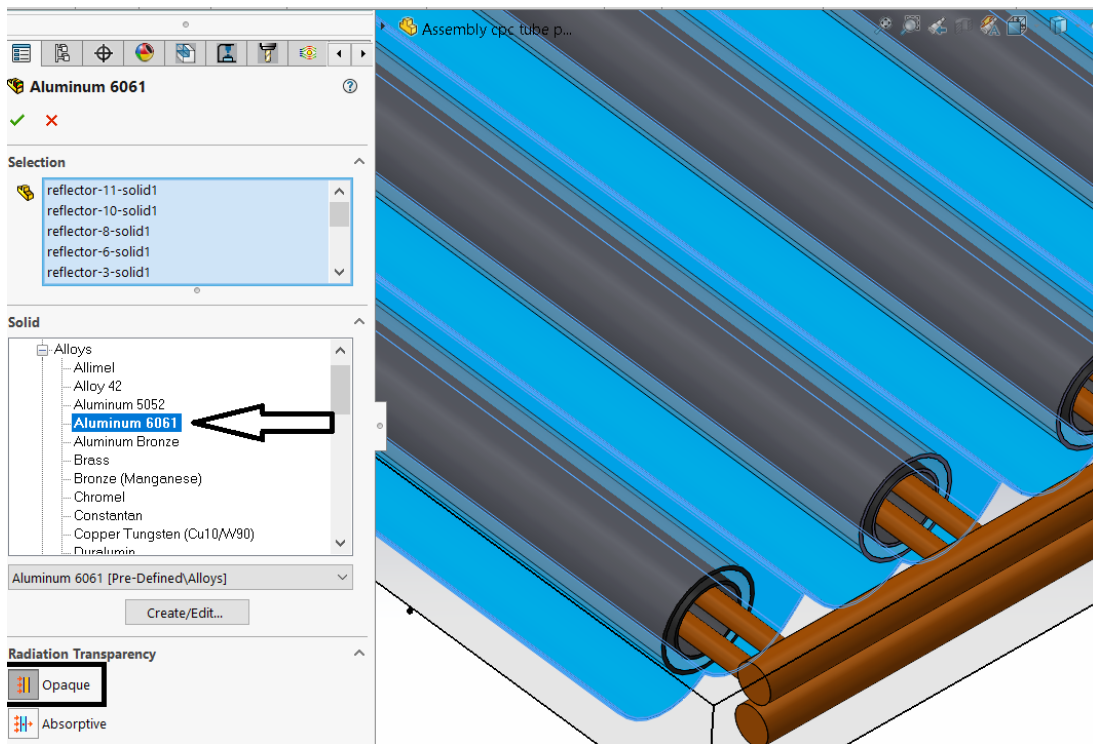 Assembly cpc tube p...
Aluminum 6061
Selection
reflector-11-solid1
reflector-10-solid1
reflector-8-solid1
reflector-6-solid1
reflector-3-solid1
Solid
Alloys
Allimel
Alloy 42
Aluminum 5052
Aluminum 6061
Aluminum Bronze
Brass
Bronze (Manganese)
Chromel
Constantan
Copper Tungsten (Cu10/W90)
Duralumin
Aluminum 6061 [Pre-Defined\Alloys]
Create/Edit...
Radiation Transparency
Opaque
Absorptive